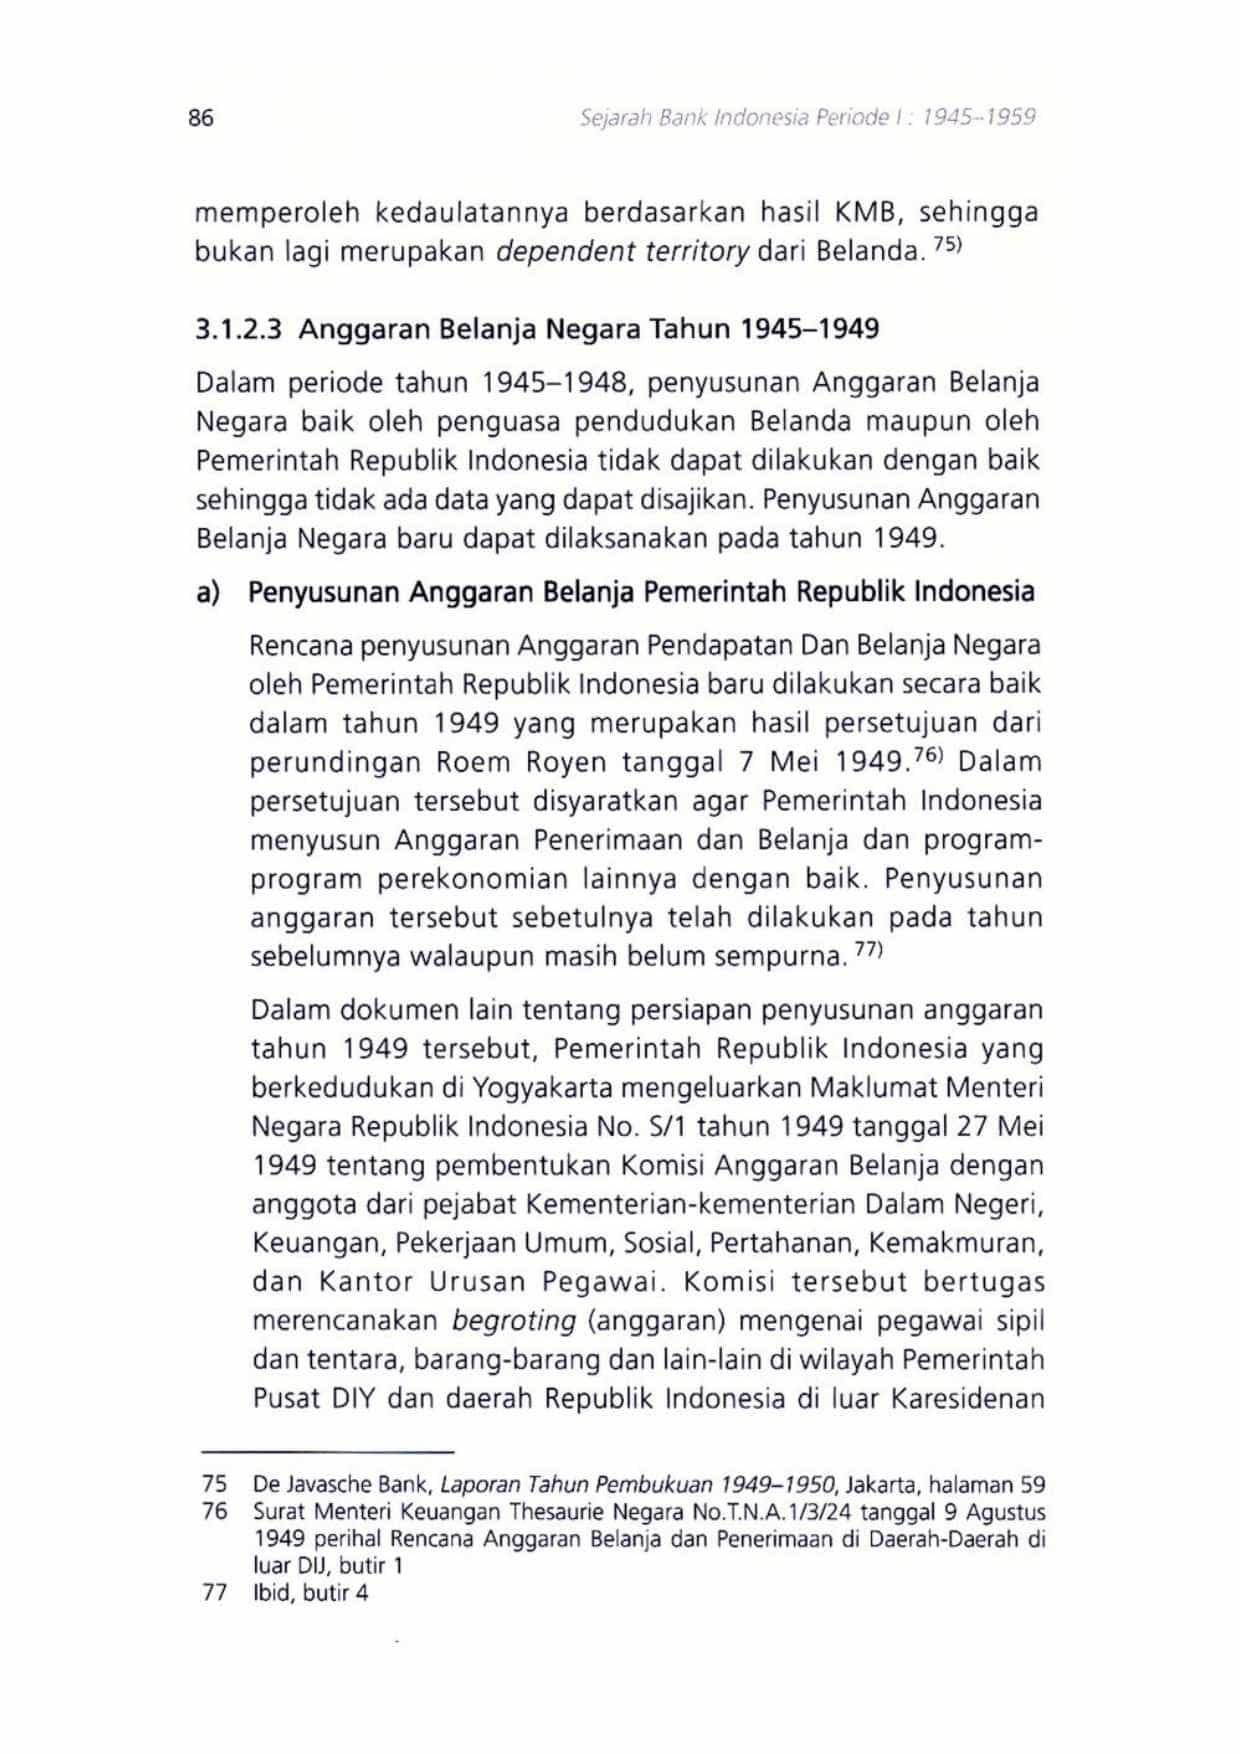 86
Sejarah Bank Indonesia Periode I : 1945–1959
memperoleh kedaulatannya berdasarkan hasil KMB, sehingga
bukan lagi merupakan dependent territory dari Belanda. 75)
3.1.2.3 Anggaran Belanja Negara Tahun 1945–1949
Dalam periode tahun 1945–1948, penyusunan Anggaran Belanja
Negara baik oleh penguasa pendudukan Belanda maupun oleh
Pemerintah Republik Indonesia tidak dapat dilakukan dengan baik
sehingga tidak ada data yang dapat disajikan. Penyusunan Anggaran
Belanja Negara baru dapat dilaksanakan pada tahun 1949.
a) Penyusunan Anggaran Belanja Pemerintah Republik Indonesia
Rencana penyusunan Anggaran Pendapatan Dan Belanja Negara
oleh Pemerintah Republik Indonesia baru dilakukan secara baik
dalam tahun 1949 yang merupakan hasil persetujuan dari
perundingan Roem Royen tanggal 7 Mei 1949.76) Dalam
persetujuan tersebut disyaratkan agar Pemerintah Indonesia
menyusun Anggaran Penerimaan dan Belanja dan program-
program perekonomian lainnya dengan baik. Penyusunan
anggaran tersebut sebetulnya telah dilakukan pada tahun
sebelumnya walaupun masih belum sempurna. 77)
Dalam dokumen lain tentang persiapan penyusunan anggaran
tahun 1949 tersebut, Pemerintah Republik Indonesia yang
berkedudukan di Yogyakarta mengeluarkan Maklumat Menteri
Negara Republik Indonesia No. S/1 tahun 1949 tanggal 27 Mei
1949 tentang pembentukan Komisi Anggaran Belanja dengan
anggota dari pejabat Kementerian-kementerian Dalam Negeri,
Keuangan, Pekerjaan Umum, Sosial, Pertahanan, Kemakmuran,
dan Kantor Urusan Pegawai. Komisi tersebut bertugas
merencanakan begroting (anggaran) mengenai pegawai sipil
dan tentara, barang-barang dan lain-lain di wilayah Pemerintah
Pusat DIY dan daerah Republik Indonesia di luar Karesidenan
75 De Javasche Bank, Laporan Tahun Pembukuan 1949–1950, Jakarta, halaman 59
76 Surat Menteri Keuangan Thesaurie Negara No.T.N.A.1/3/24 tanggal 9 Agustus
1949 perihal Rencana Anggaran Belanja dan Penerimaan di Daerah-Daerah di
luar DIJ, butir 1
77 Ibid, butir 4